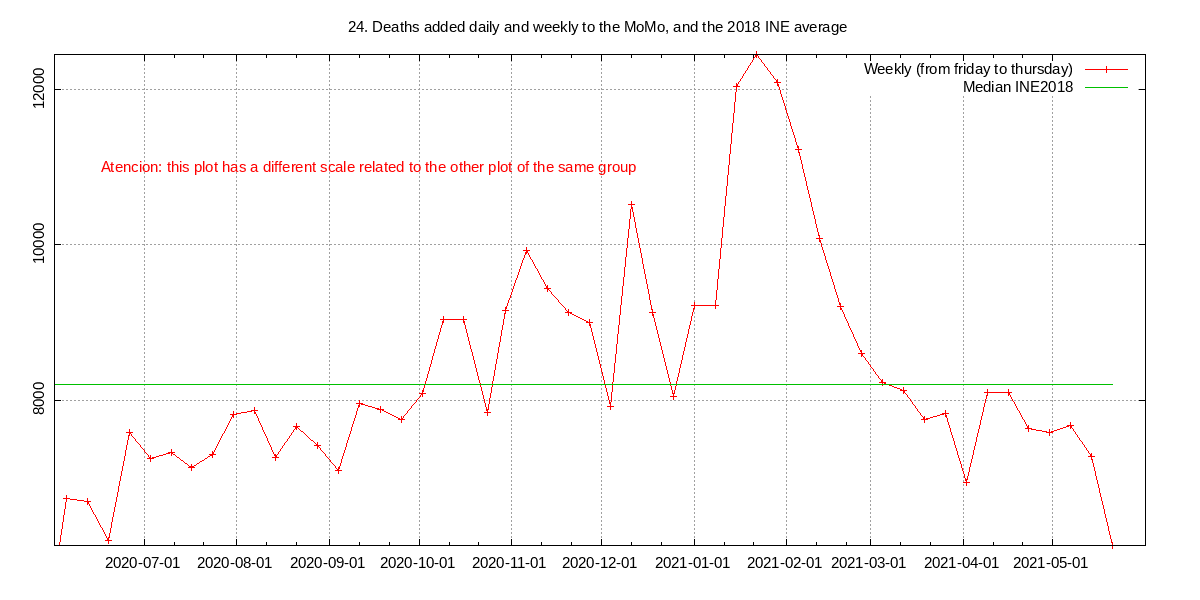 24. Deaths added daily and weekly to the MoMo, and the 2018 INE average
Weekly (from friday to thursday)
Median INE2018
Atencion: this plot has a different scale related to the other plot of the same group
12000
10000
8000
2020-07-01 2020-08-01 2020-09-01 2020-10-01 2020-11-01 2020-12-01 2021-01-01 2021-02-01 2021-03-01 2021-04-01 2021-05-01